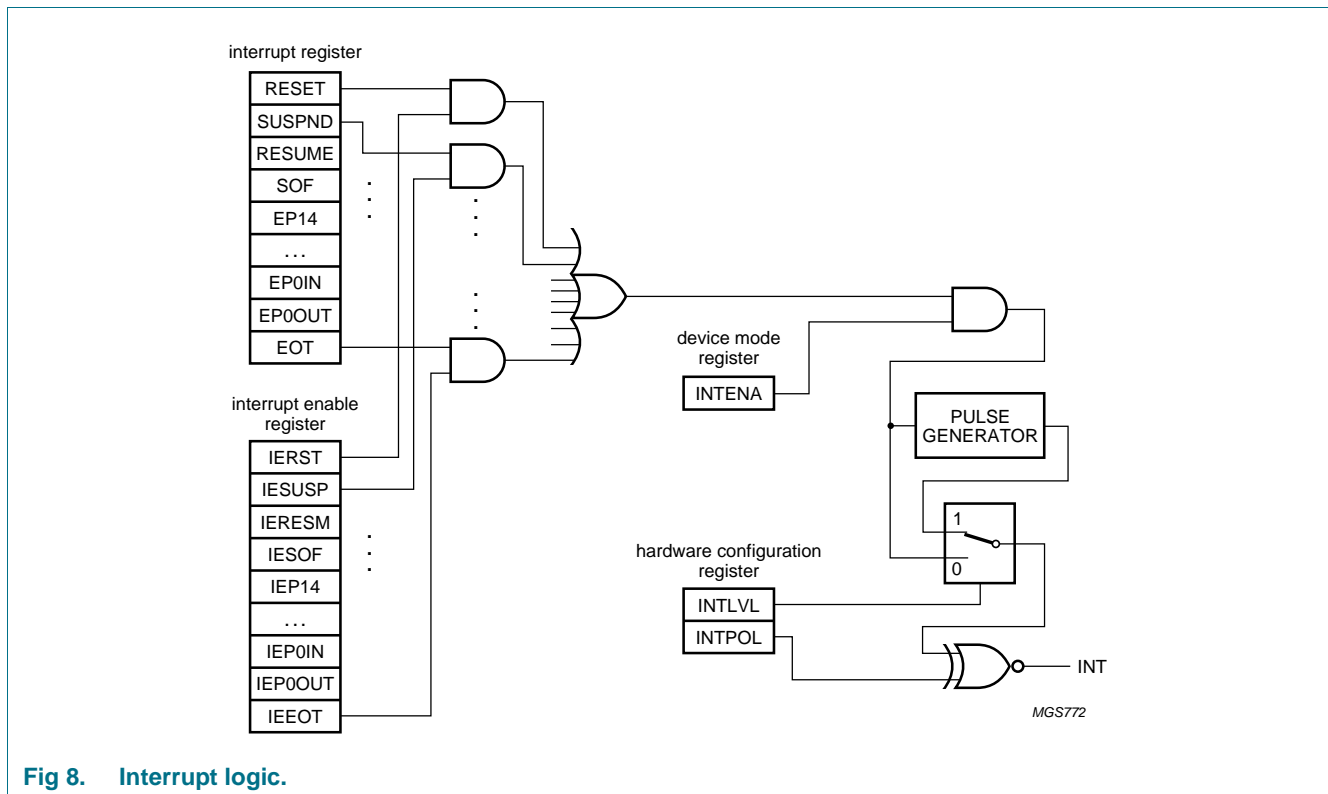 interrupt register
RESET
SUSPND
RESUME
SOF
EP14
...
EP0IN
EP0OUT
EOT
interrupt enable
register
IERST
IESUSP
IERESM
IESOF
IEP14
...
IEP0IN
IEP0OUT
IEEOT
device mode
register
INTENA
PULSE
GENERATOR
1
0
hardware configuration
register
INTLVL
INTPOL
INT
MGS772
Fig 8. Interrupt logic.